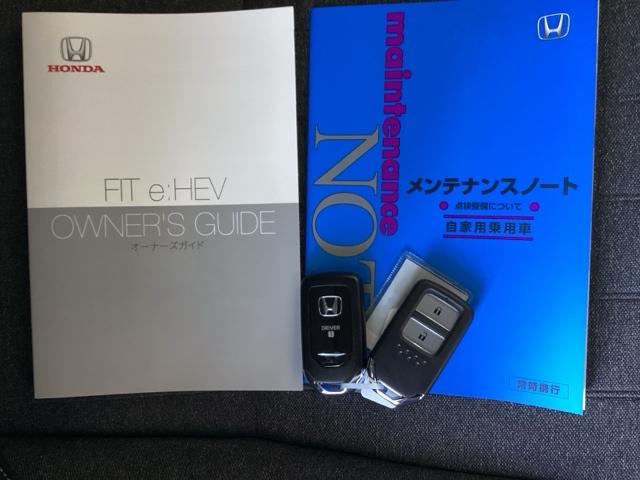 HONDA
FIT e:HEV
OWNER'S GUIDE
オーナーズガイド
maintenance
NOT
メンテナンスノート
点検整備について
自家用乗用車
常時携行
DRIVER
1